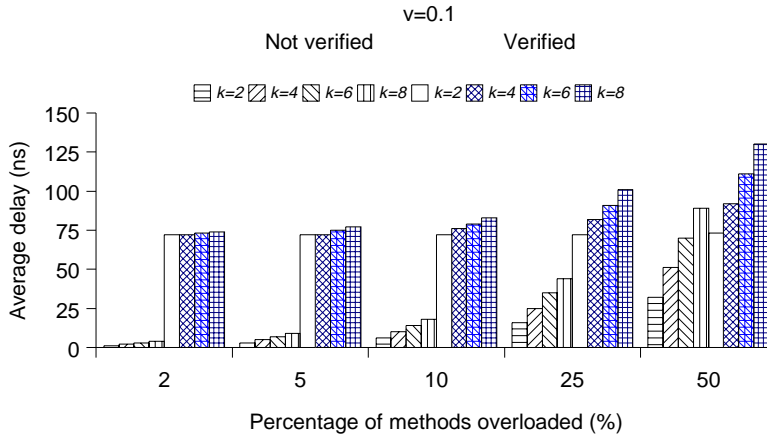 v=0.1
Not verified Verified
k=2 k=4 k=6 k=8 k=2 k=4 k=6 k=8
150
125
100
75
50
25
0
Average delay (ns)
2 5 10 25 50
Percentage of methods overloaded (%)